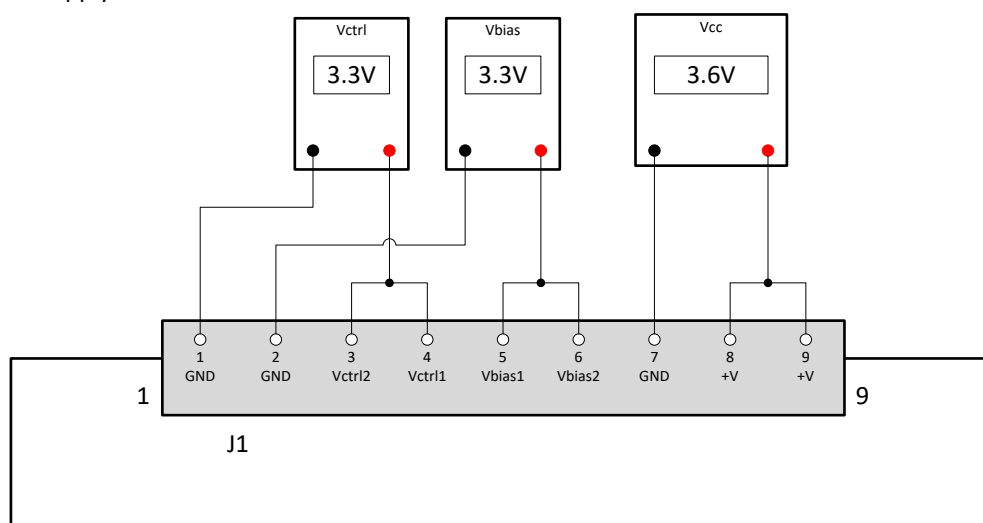 Vctrl
Vbias
Vcc
3.3V
3.3V
3.6V
1 2 3 4 5 6 7 8 9
GND GND Vctrl2 Vctrl1 Vbias1 Vbias2 GND +V +V
1
9
J1